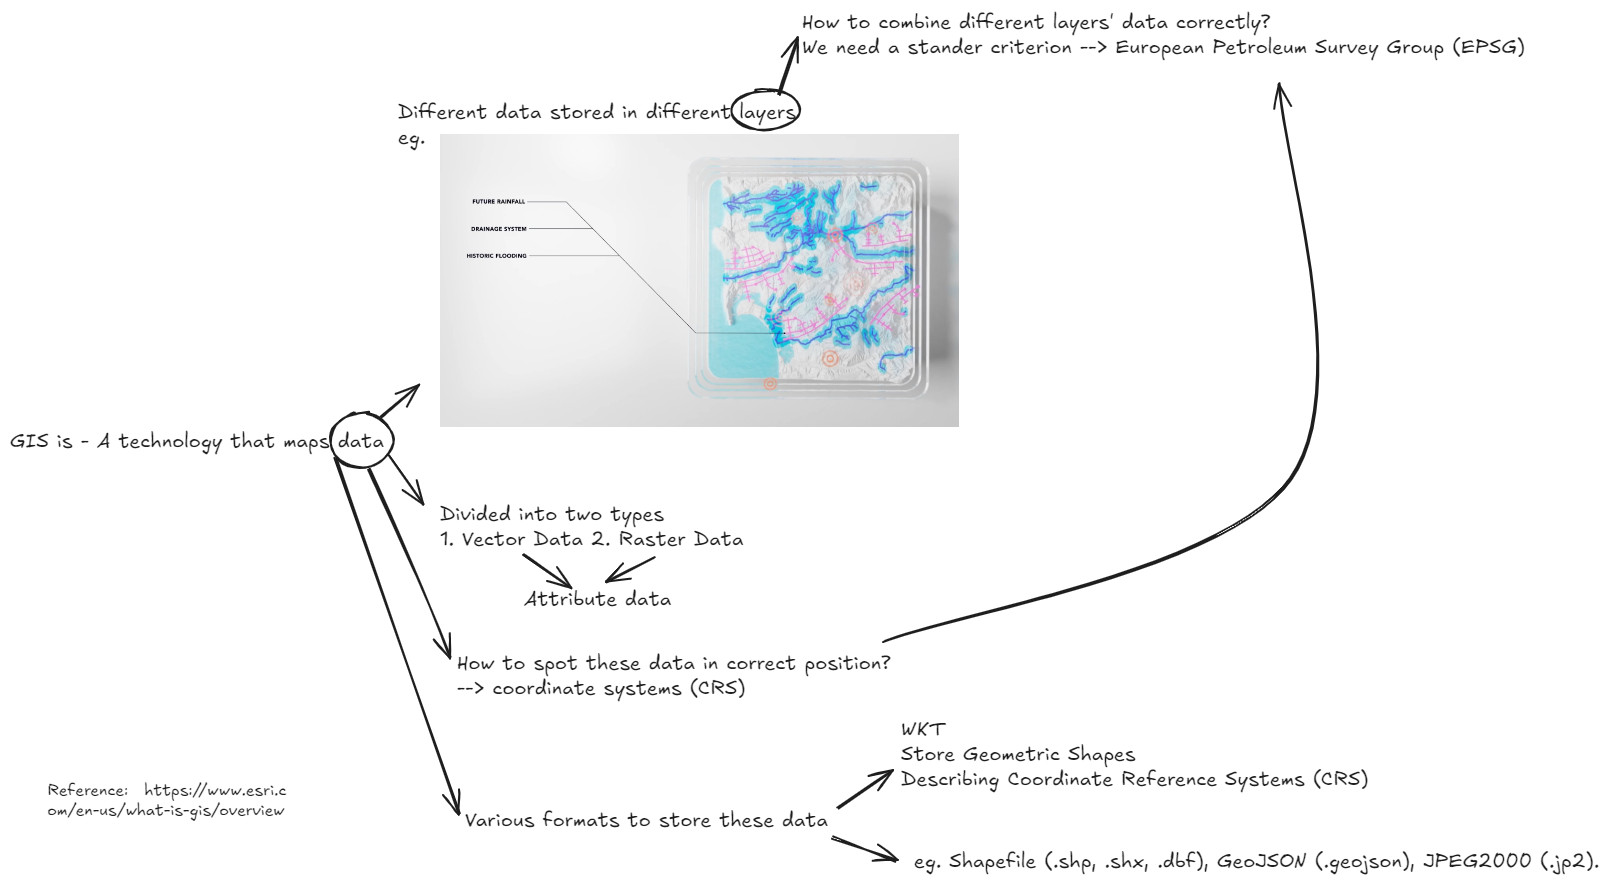 How to combine different layers' data correctly?
We need a stander criterion --> European Petroleum Survey Group (EPSG)
Different data stored in different layers
eg.
FUTURE RAINFALL
DRAINAGE SYSTEM
HISTORIC FLOODING
GIS is - A technology that maps data
Divided into two types
1. Vector Data 2. Raster Data
Attribute data
How to spot these data in correct position?
--> coordinate systems (CRS)
WKT
Store Geometric Shapes
Describing Coordinate Reference Systems (CRS)
Reference: https://www.esri.c
om/en-us/what-is-gis/overview
Various formats to store these data
eg. Shapefile (.shp, .shx, .dbf), GeoJSON (.geojson), JPEG2000 (.jp2).